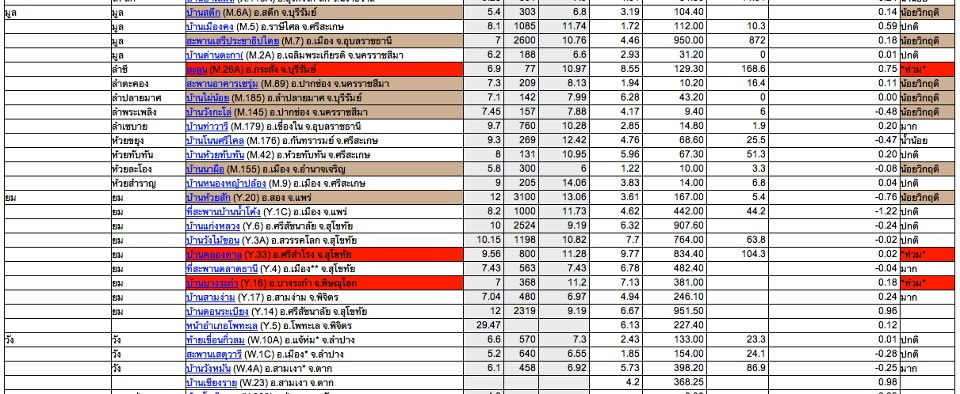 มูล บ้านสตึก (M.6A) อ.สตึก จ.บุรีรัมย์ 5.4 303 6.8 3.19 104.40 0.14 น้อยวิกฤติ
มูล บ้านเมืองคง (M.5) อ.ราษีไศล จ.ศรีสะเกษ 8.1 1085 11.74 1.72 112.00 10.3 0.59 ปกติ
มูล สะพานเสรีประชาธิปไตย (M.7) อ.เมือง จ.อุบลราชธานี 7 2600 10.76 4.46 950.00 872 0.18 น้อยวิกฤติ
มูล บ้านด่านตะกา( (M.2A) อ.เฉลิมพระเกียรติ จ.นครราชสีมา 6.2 188 6.6 2.93 31.20 0 ปกติ
ลำชี (M.26A) อ.กระสัง จ.บุรีรัมย์ 6.9 77 10.97 8.55 129.30 168.6 0.75 "ท่วม"
ลำตะคอง สะพานอาคารเขรุ่ม (M.89) อ.ปากช่อง จ.นครราชสีมา 7.3 209 8.13 1.94 10.20 16.4 0.11 น้อยวิกฤติ
ลำปลายมาศ บ้านไผ่น้อย (M.185) อ.ลำปลายมาศ จ.บุรีรัมย์ 7.1 142 7.99 6.28 43.20 0 0.00 น้อยวิกฤติ
ลำพระเพลิง บ้านวังกะโล่ (M.145) อ.ปากช่อง จ.นครราชสีมา 7.45 157 7.88 4.17 9.40 6 -0.48 น้อยวิกฤติ
ลำเซบาย บ้านท่าวารี (M.179) อ.เขื่องใน จ.อุบลราชธานี 9.7 760 10.28 2.85 14.80 1.9 0.20 มาก
ห้วยขยุง บ้านโนนศรีไคล (M.176) อ.กันทรารมย์ จ.ศรีสะเกษ 9.3 269 12.42 4.76 68.60 25.5 -0.47 น้ำน้อย
ห้วยทับทัน บ้านห้วยทับทัน (M.42) อ.ห้วยทับทัน จ.ศรีสะเกษ 8 131 10.95 5.96 67.30 51.3 0.20 ปกติ
ห้วยละโอง บ้านนาผือ (M.155) อ.เมือง จ.อำนาจเจริญ 5.8 300 6 1.22 10.00 3.3 -0.08 น้อยวิกฤติ
ห้วยสำราญ บ้านหนองหญ้าปล้อง (M.9) อ.เมือง จ.ศรีสะเกษ 9 205 14.06 3.83 14.00 6.8 0.04 ปกติ
ยม ยม บ้านห้วยสัก (Y.20) อ.สอง จ.แพร่ 12 3100 13.06 3.61 167.00 5.4 -0.76 น้อยวิกฤติ
ยม ที่สะพานบ้านน้ำโค้ง (Y.1C) อ.เมือง จ.แพร่ 8.2 1000 11.73 4.62 442.00 44.2 -1.22 ปกติ
ยม บ้านแก่งหลวง (Y.6) อ.ศรีสัชนาลัย จ.สุโขทัย 10 2524 9.19 6.32 907.60 -0.24 ปกติ
ยม บ้านวังไม้ขอน (Y.3A) อ.สวรรคโลก จ.สุโขทัย 10.15 1198 10.82 7.7 764.00 63.8 -0.02 ปกติ
ยม บ้านคลองตาล (Y.33) อ.ศรีสำโรง จ.สุโขทัย 9.56 800 11.28 9.77 834.40 104.3 0.02 "ท่วม"
ยม ที่สะพานตลาดธานี (Y.4) อ.เมือง** จ.สุโขทัย 7.43 563 7.43 6.78 482.40 -0.04 มาก
ยม บ้านบางระกำ (Y.16) อ.บางระกำ จ.พิษณุโลก 7 368 11.2 7.13 381.00 0.18 "ท่วม"
ยม บ้านสามง่าม (Y.17) อ.สามง่าม จ.พิจิตร 7.04 480 6.97 4.94 246.10 0.24 มาก
ยม บ้านดอนระเบียง (Y.14) อ.ศรีสัชนาลัย จ.สุโขทัย 12 2319 9.19 6.67 951.50 0.96
หน้าอำเภอโพทะเล (Y.5) อ.โพทะเล จ.พิจิตร 29.47 6.13 227.40 0.12
วัง วัง ท้ายเขื่อนกิ่วลม (W.10A) อ.แจ้ห่ม* จ.ลำปาง 6.6 570 7.3 2.43 133.00 23.3 0.01 ปกติ
วัง สะพานเสตุวารี (W.1C) อ.เมือง* จ.ลำปาง 5.2 640 6.55 1.85 154.00 24.1 -0.28 ปกติ
วัง บ้านวังหมัน (W.4A) อ.สามเงา* จ.ตาก 6.1 458 6.92 5.73 398.20 86.9 -0.25 มาก
บ้านเชียงราย (W.23) อ.สามเงา จ.ตาก 4.2 368.25 0.98